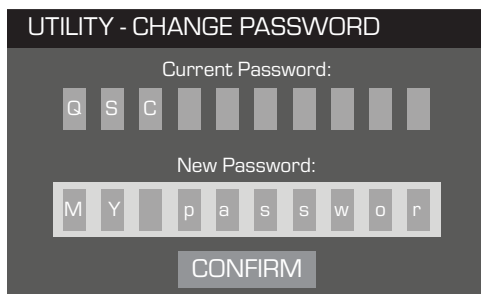 UTILITY - CHANGE PASSWORD
Current Password:
Q S C
New Password:
M Y   p a s s w o r
CONFIRM